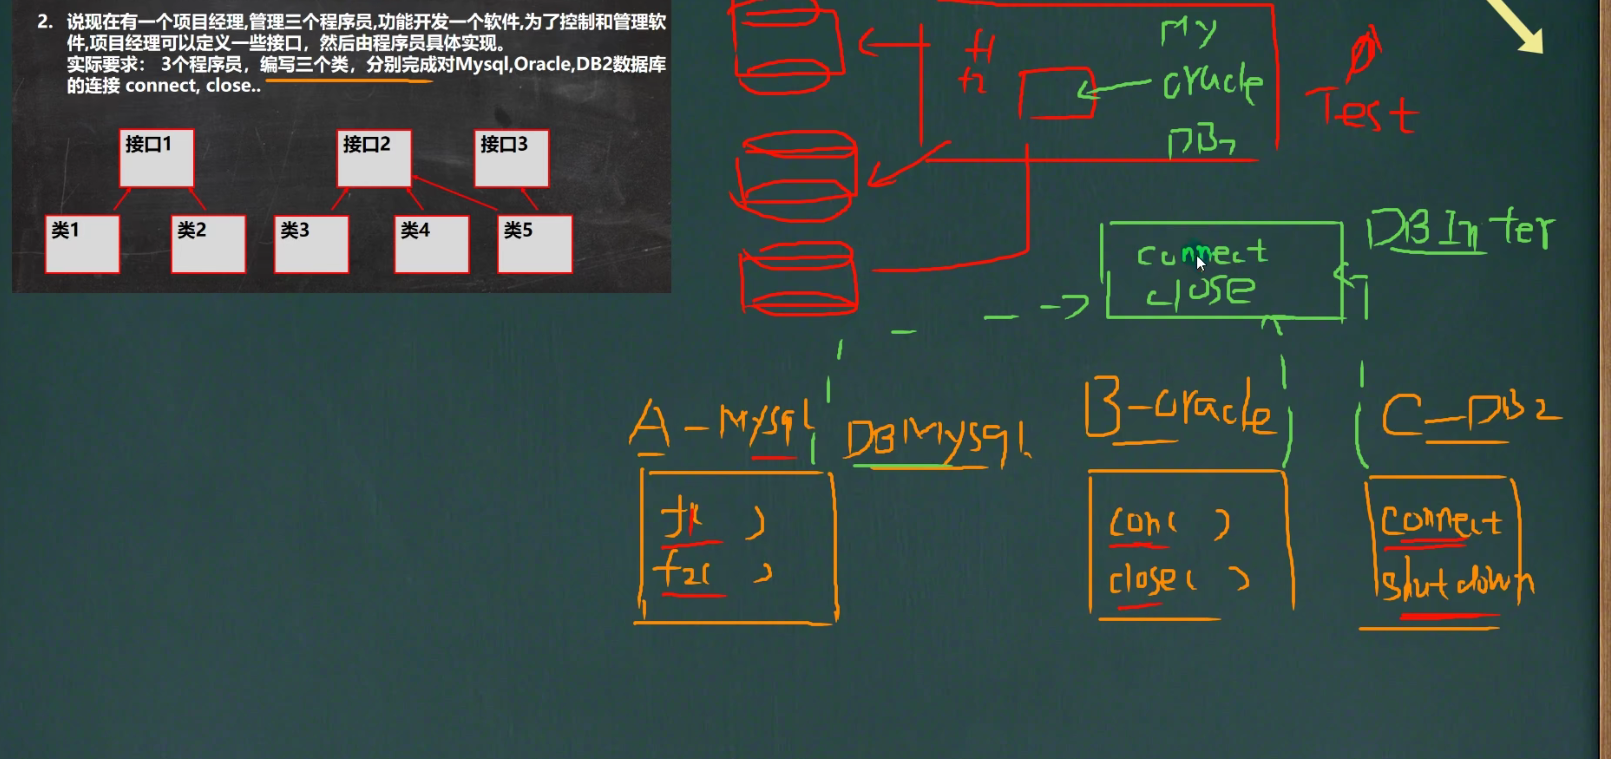 2. 说现在有一个项目经理,管理三个程序员,功能开发一个软件,为了控制和管理软
件,项目经理可以定义一些接口，然后由程序员具体实现。
实际要求： 3个程序员，编写三个类，分别完成对Mysql,Oracle,DB2数据库
的连接 connect, close..
接口1
接口2
接口3
类1
类2
类3
类4
类5
f1
f2
My
oracle
DB2
Test
connect
close
DBInter
A-Mysql
DBMysql
B-oracle
C-DB2
f1( )
f2( )
con( )
close( )
connect
shutdown